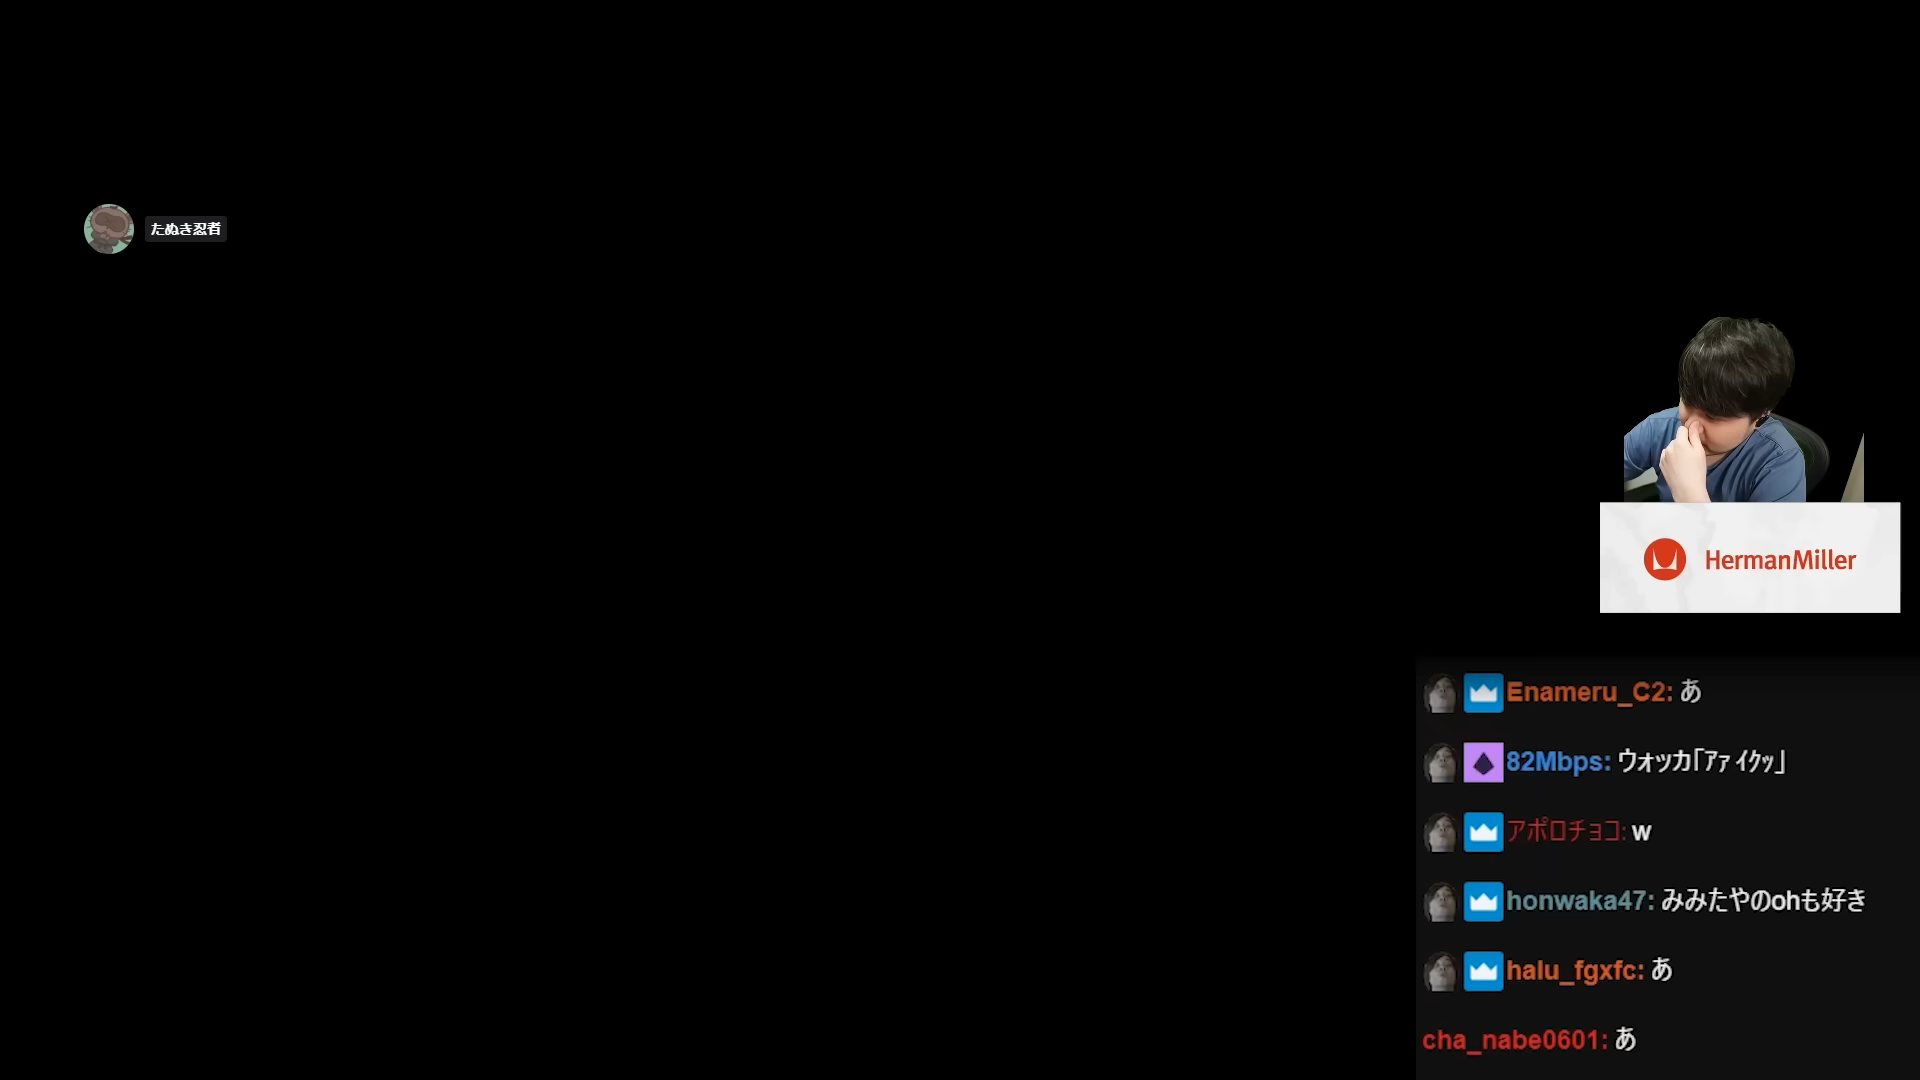 たぬき忍者
HermanMiller
Enameru_C2: あ
82Mbps: ウォッカ｢ｱｧ ｲｸｯ｣
アポロチョコ: w
honwaka47: みみたやのohも好き
halu_fgxfc: あ
cha_nabe0601: あ